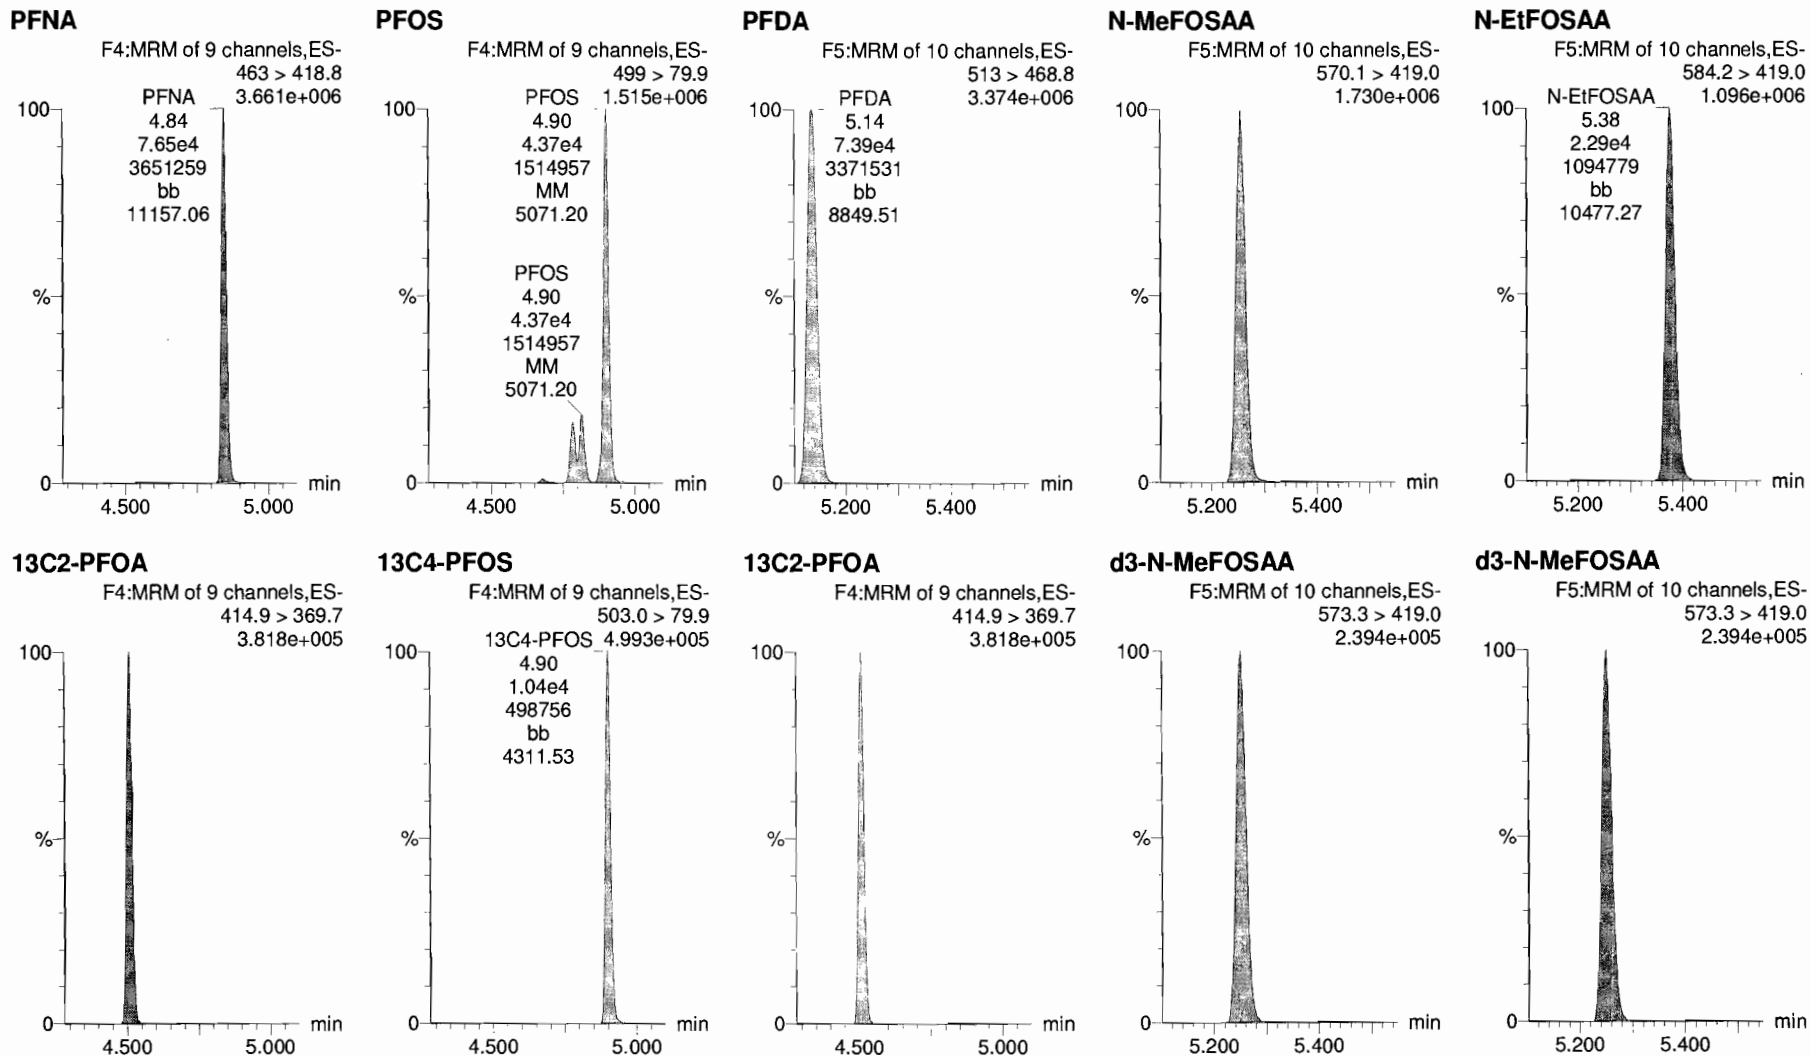 PFNA
F4:MRM of 9 channels,ES-
463 > 418.8
3.661e+006
PFNA
4.84
7.65e4
3651259
bb
11157.06
100
%
0
4.500
5.000
min
PFOS
F4:MRM of 9 channels,ES-
499 > 79.9
1.515e+006
PFOS
4.90
4.37e4
1514957
MM
5071.20
PFOS
4.90
4.37e4
1514957
MM
5071.20
100
%
0
4.500
5.000
min
PFDA
F5:MRM of 10 channels,ES-
513 > 468.8
3.374e+006
PFDA
5.14
7.39e4
3371531
bb
8849.51
100
%
0
5.200
5.400
min
N-MeFOSAA
F5:MRM of 10 channels,ES-
570.1 > 419.0
1.730e+006
100
%
0
5.200
5.400
min
N-EtFOSAA
F5:MRM of 10 channels,ES-
584.2 > 419.0
1.096e+006
N-EtFOSAA
5.38
2.29e4
1094779
bb
10477.27
100
%
0
5.200
5.400
min
13C2-PFOA
F4:MRM of 9 channels,ES-
414.9 > 369.7
3.818e+005
100
%
0
4.500
5.000
min
13C4-PFOS
F4:MRM of 9 channels,ES-
503.0 > 79.9
4.993e+005
13C4-PFOS
4.90
1.04e4
498756
bb
4311.53
100
%
0
4.500
5.000
min
13C2-PFOA
F4:MRM of 9 channels,ES-
414.9 > 369.7
3.818e+005
100
%
0
4.500
5.000
min
d3-N-MeFOSAA
F5:MRM of 10 channels,ES-
573.3 > 419.0
2.394e+005
100
%
0
5.200
5.400
min
d3-N-MeFOSAA
F5:MRM of 10 channels,ES-
573.3 > 419.0
2.394e+005
100
%
0
5.200
5.400
min